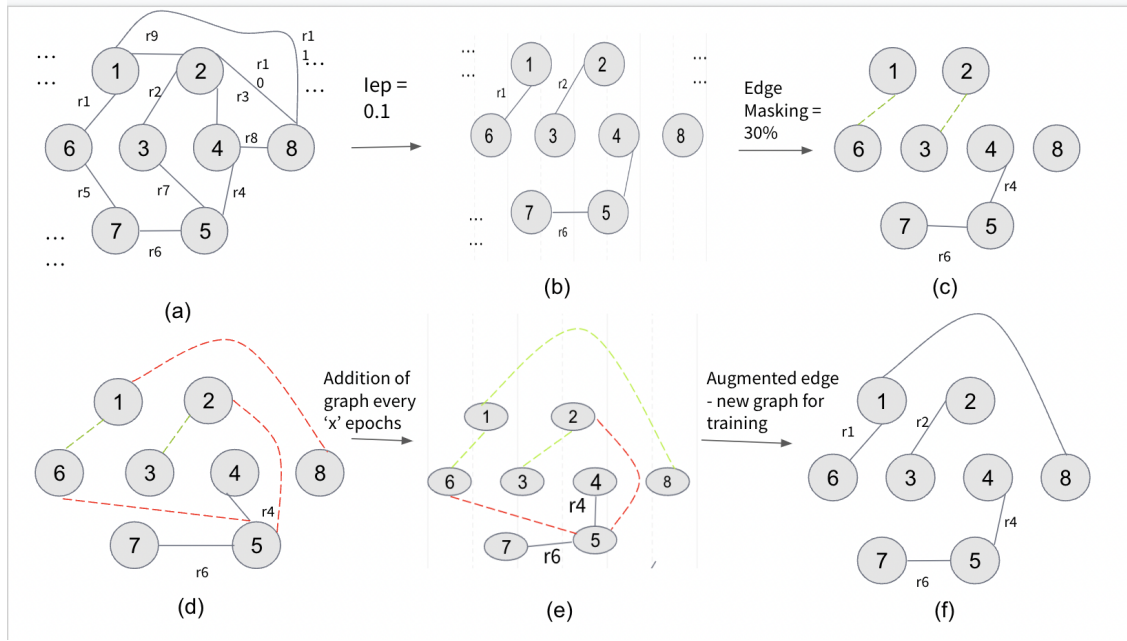 r9
r1
1
... ...
1
2
r1
0
... ...
r1
r2
r3
6
3
4
r8
8
r5
r7
r4
7
5
r6
...
...
(a)
Iep =
0.1
...
...
1
2
...
...
r1
r2
6
3
4
8
...
...
7
5
r6
(b)
Edge
Masking =
30%
1
2
6
3
4
8
r4
7
5
r6
(c)
1
2
6
3
4
8
r4
7
5
r6
(d)
Addition of
graph every
‘x’ epochs
1
2
6
3
4
8
r4
7
5
r6
(e)
Augmented edge
- new graph for
training
1
2
r1
r2
6
3
4
8
r4
7
5
r6
(f)